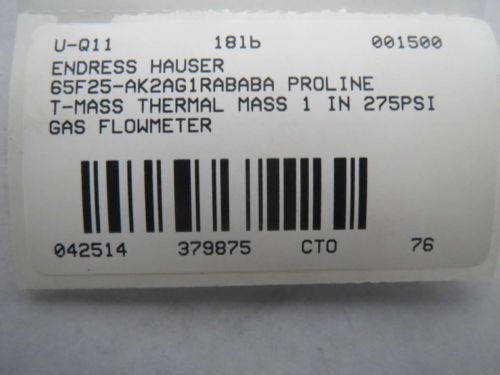 U-Q11 18lb 001500
ENDRESS HAUSER
65F25-AK2AG1RABABA PROLINE
T-MASS THERMAL MASS 1 IN 275PSI
GAS FLOWMETER
042514 379875 CTO 76